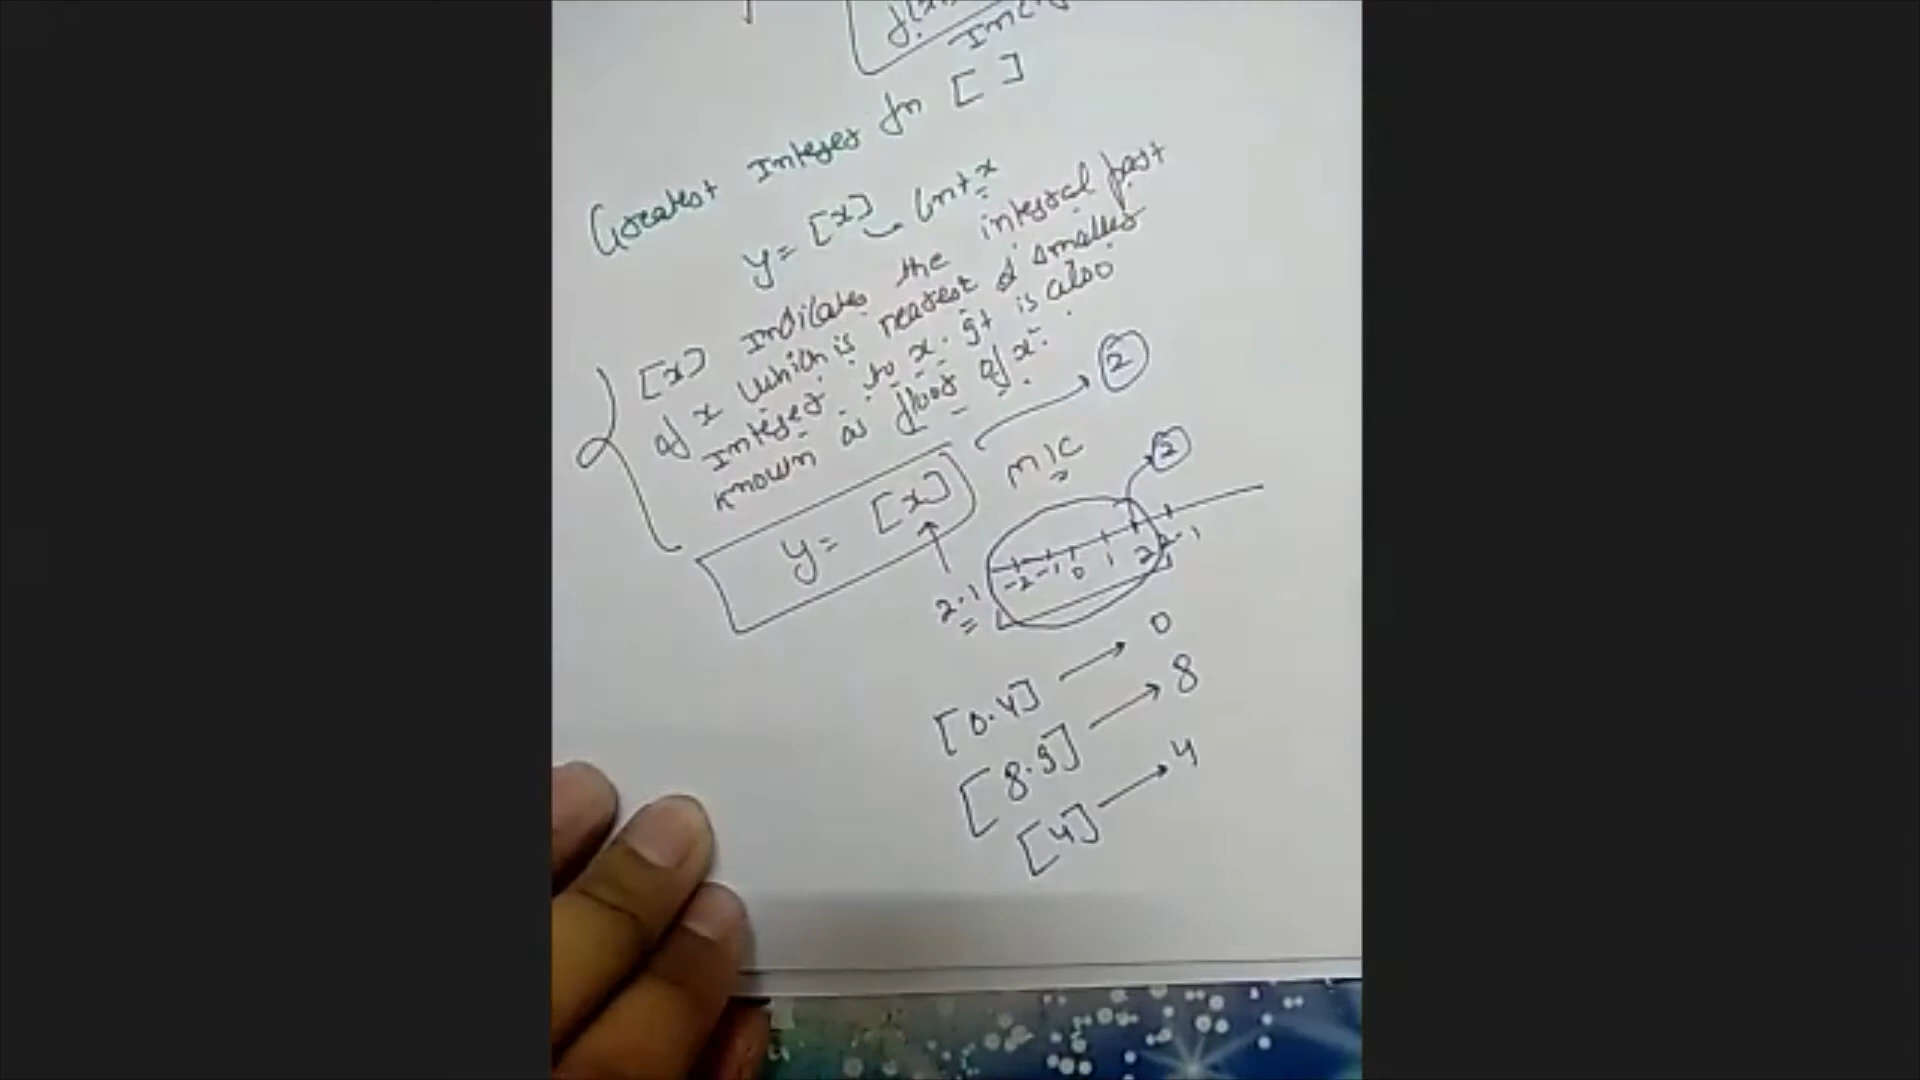 Greatest Integer fn [ ]
y = [x] Int x
[x] indicates the integral part
of x which is nearest & smaller
Integer to x. It is also
known as floor of x.
y = [x]
2
M/C
2
-2 -1 0 1 2 2.1
2.1
[0.4] → 0
[8.9] → 8
[4] → 4